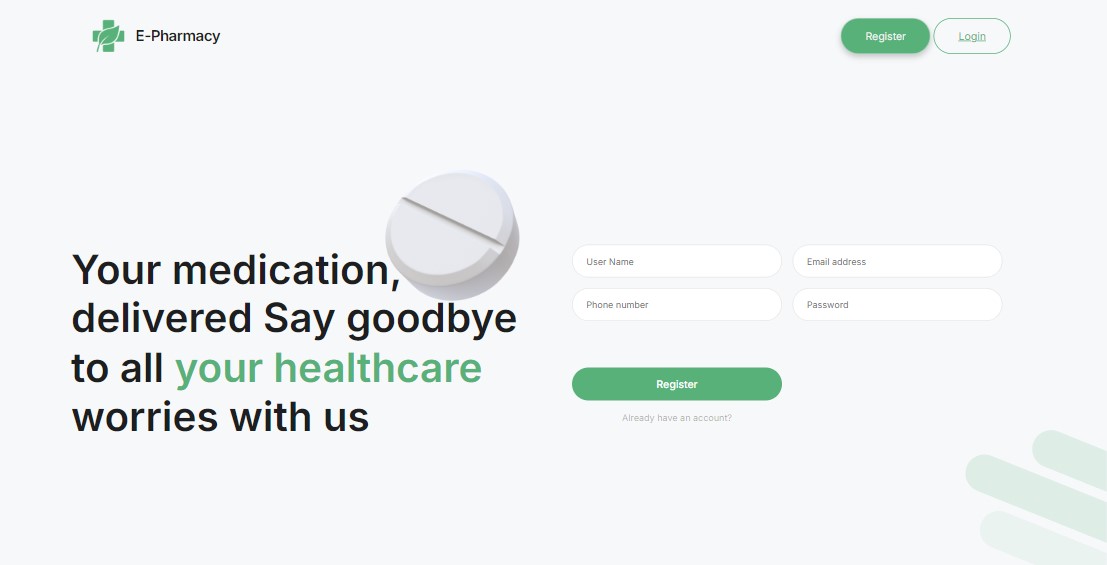 E-Pharmacy
Register
Login
Your medication,
delivered Say goodbye
to all your healthcare
worries with us
User Name
Email address
Phone number
Password
Register
Already have an account?